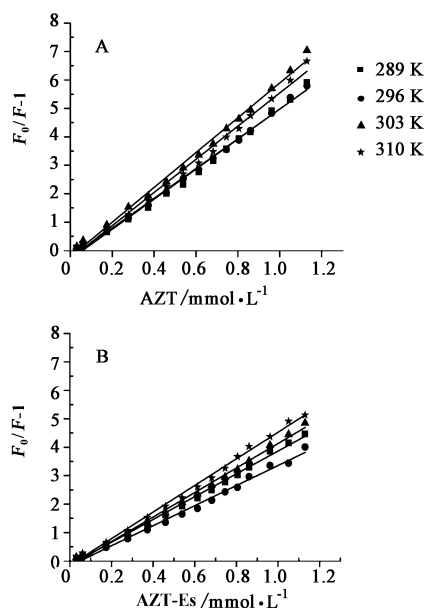 A
F₀/F-1
8
7
6
5
4
3
2
1
0
0.0 0.2 0.4 0.6 0.8 1.0 1.2
AZT /mmol·L⁻¹
■ 289 K
● 296 K
▲ 303 K
★ 310 K
B
F₀/F-1
8
7
6
5
4
3
2
1
0
0.0 0.2 0.4 0.6 0.8 1.0 1.2
AZT-Es /mmol·L⁻¹